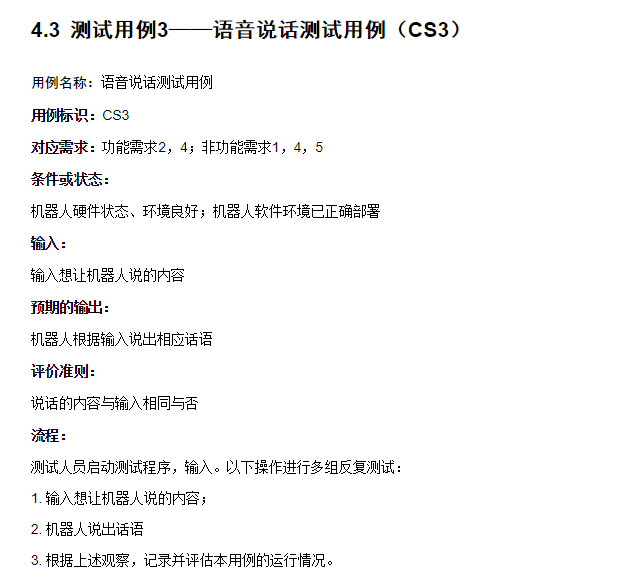 4.3 测试用例3——语音说话测试用例（CS3）
用例名称：语音说话测试用例
用例标识：CS3
对应需求：功能需求2，4；非功能需求1，4，5
条件或状态：
机器人硬件状态、环境良好；机器人软件环境已正确部署
输入：
输入想让机器人说的内容
预期的输出：
机器人根据输入说出相应话语
评价准则：
说话的内容与输入相同与否
流程：
测试人员启动测试程序，输入。以下操作进行多组反复测试：
1. 输入想让机器人说的内容；
2. 机器人说出话语
3. 根据上述观察，记录并评估本用例的运行情况。